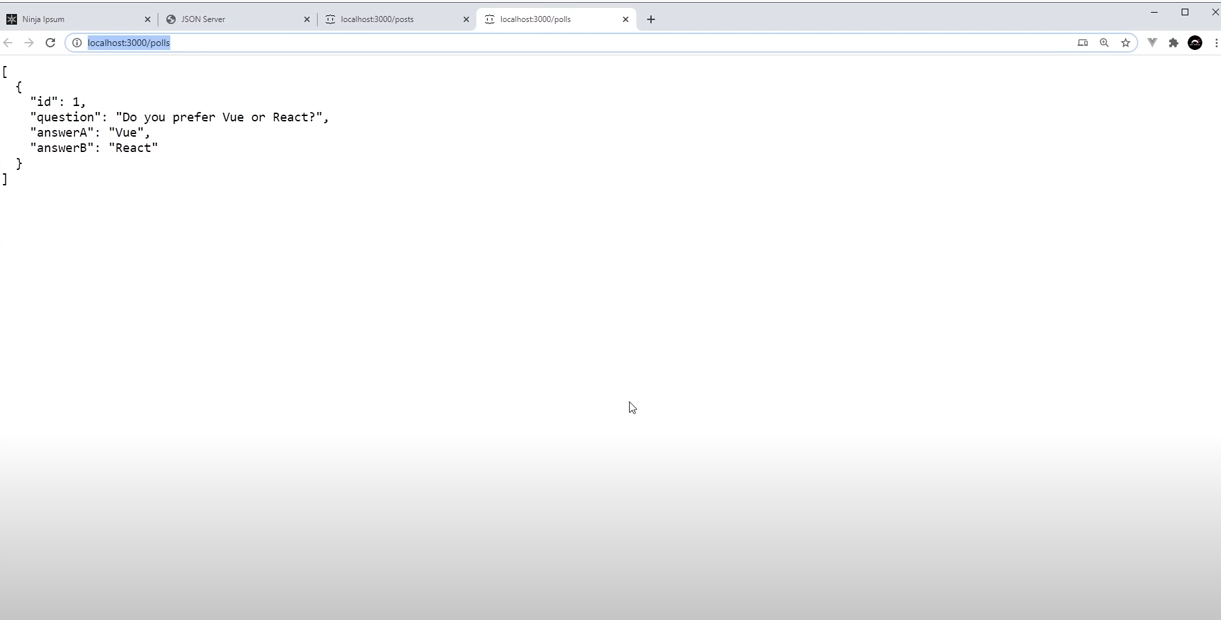 Ninja Ipsum
JSON Server
localhost:3000/posts
localhost:3000/polls
localhost:3000/polls
[
  {
    "id": 1,
    "question": "Do you prefer Vue or React?",
    "answerA": "Vue",
    "answerB": "React"
  }
]